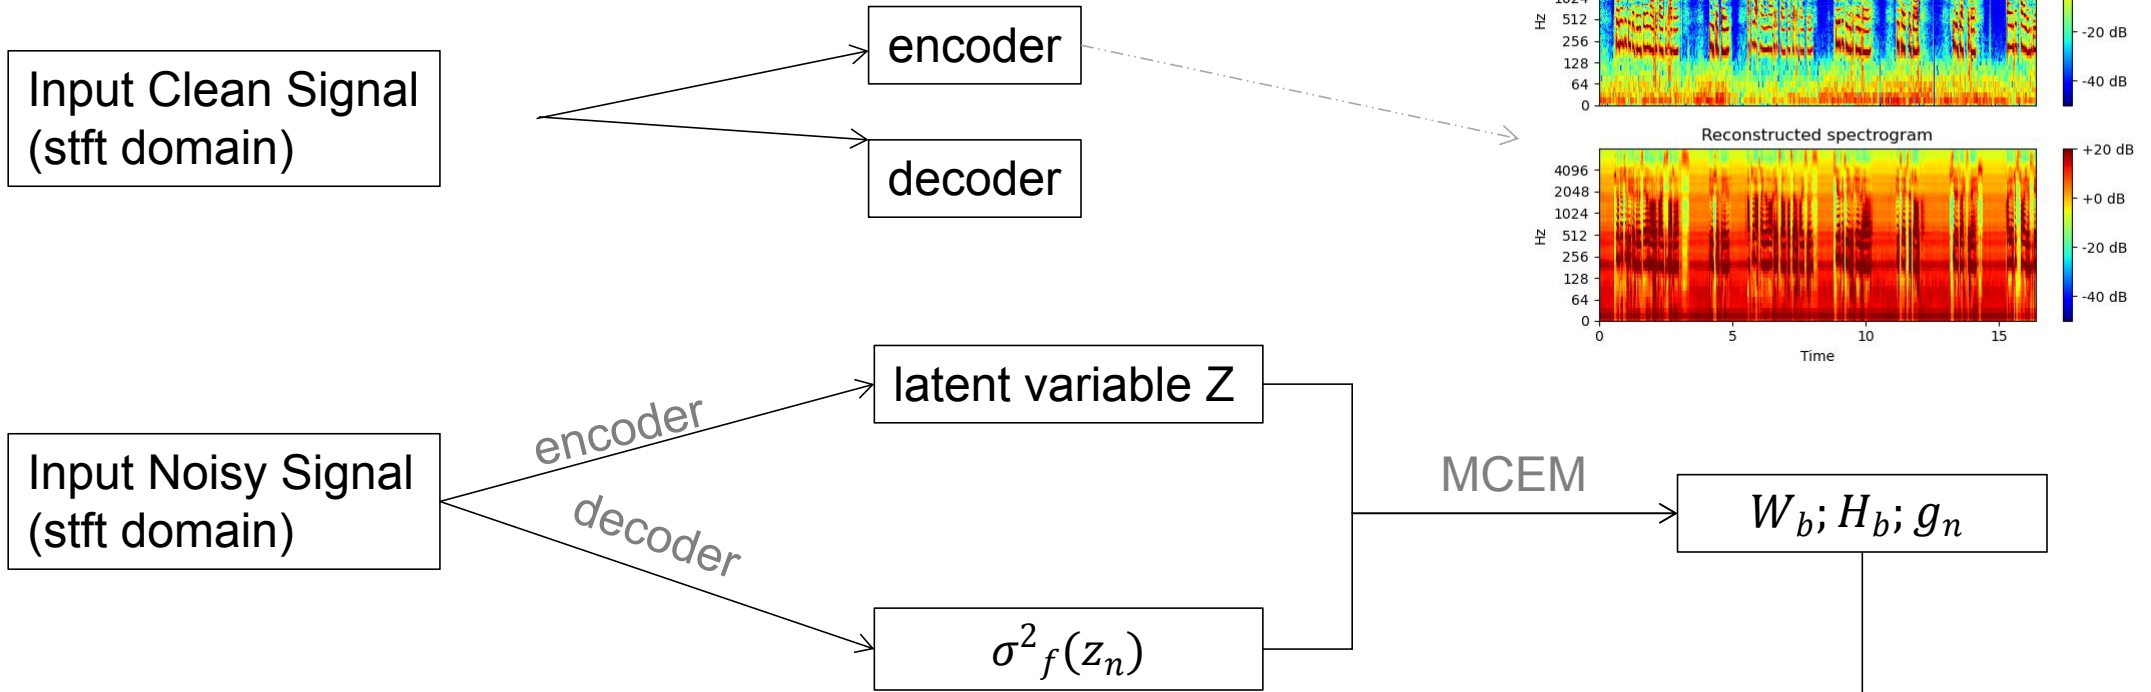 Input Clean Signal
(stft domain)
encoder
decoder
1024
Hz
512
256
128
64
0
-20 dB
-40 dB
Reconstructed spectrogram
4096
2048
1024
Hz
512
256
128
64
0
0
5
10
15
Time
+20 dB
+0 dB
-20 dB
-40 dB
Input Noisy Signal
(stft domain)
encoder
decoder
latent variable Z
σ²_f(z_n)
MCEM
W_b; H_b; g_n